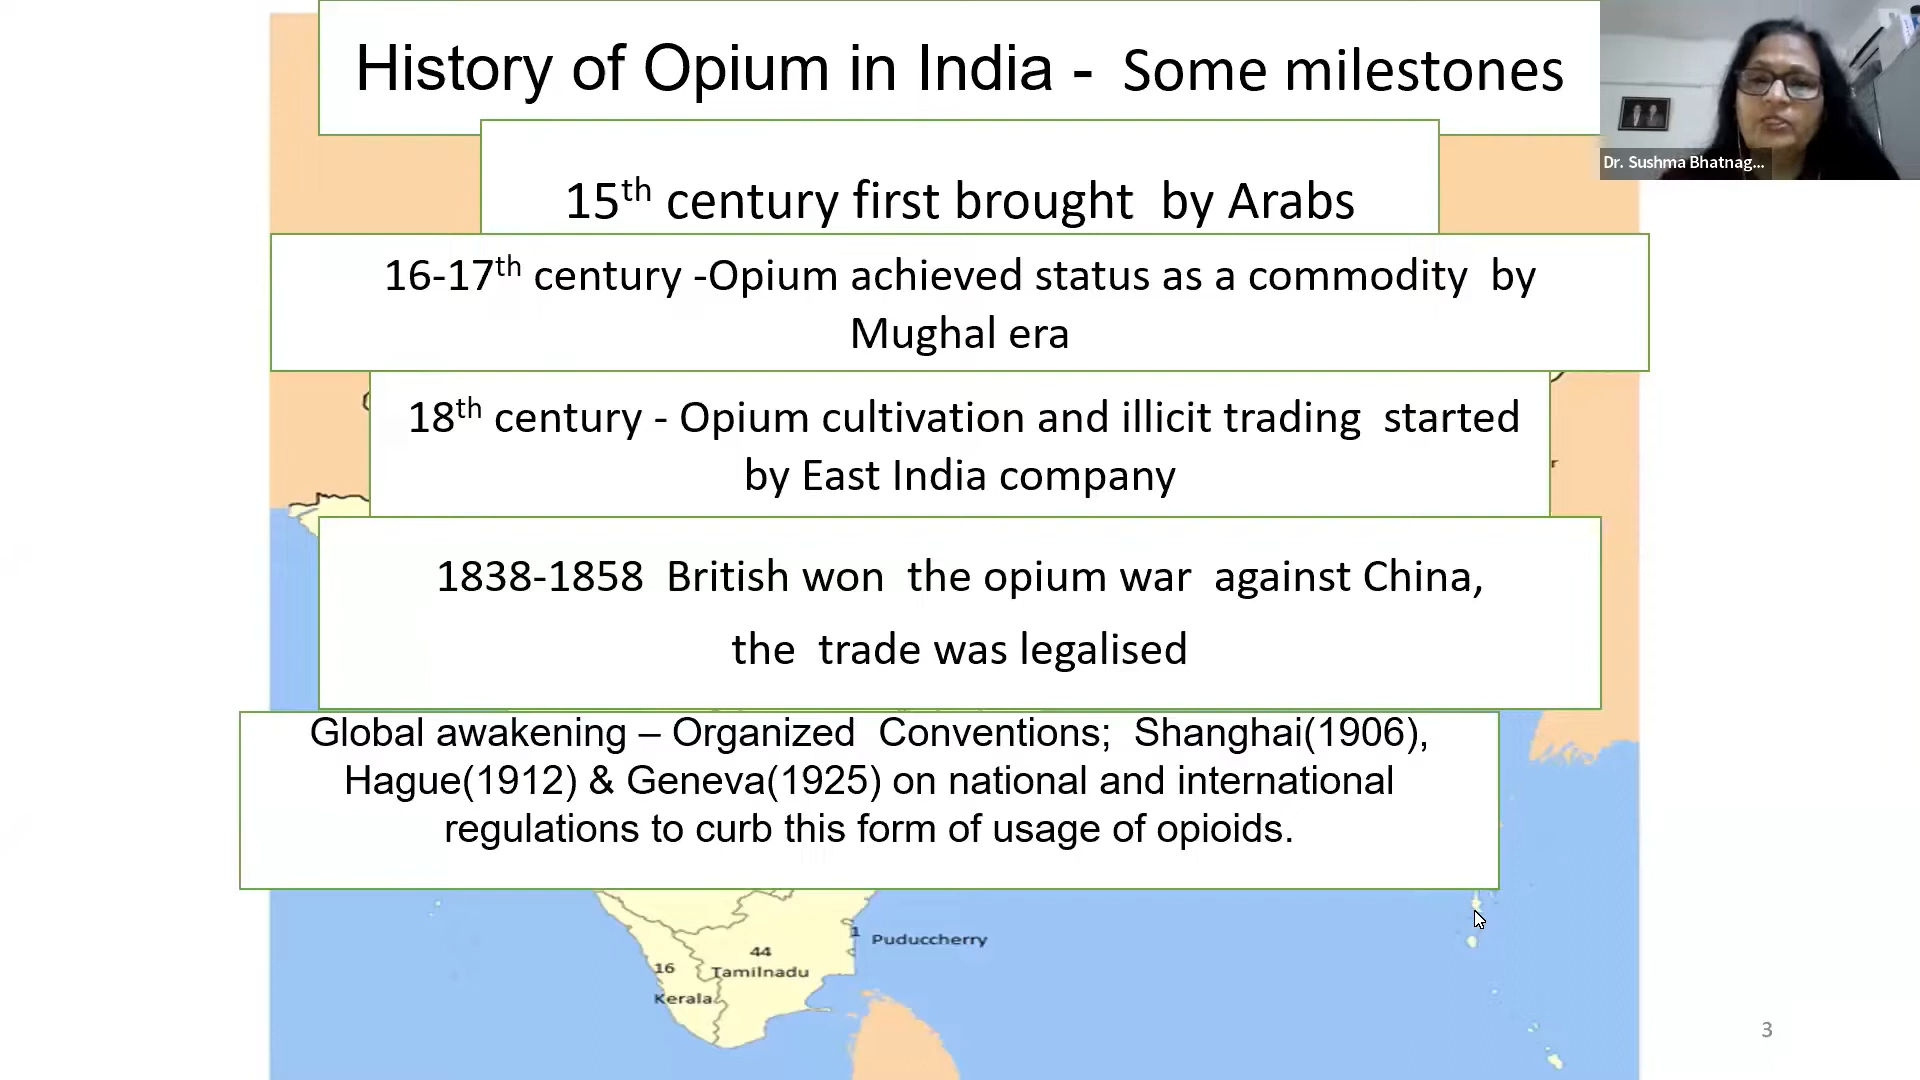 History of Opium in India - Some milestones
Dr. Sushma Bhatnag...
15th century first brought by Arabs
16-17th century -Opium achieved status as a commodity by
Mughal era
18th century - Opium cultivation and illicit trading started
by East India company
r
1838-1858 British won the opium war against China,
the trade was legalised
Global awakening – Organized Conventions; Shanghai(1906),
Hague(1912) & Geneva(1925) on national and international
regulations to curb this form of usage of opioids.
1 Puduccherry
44
Tamilnadu
16
Kerala
3